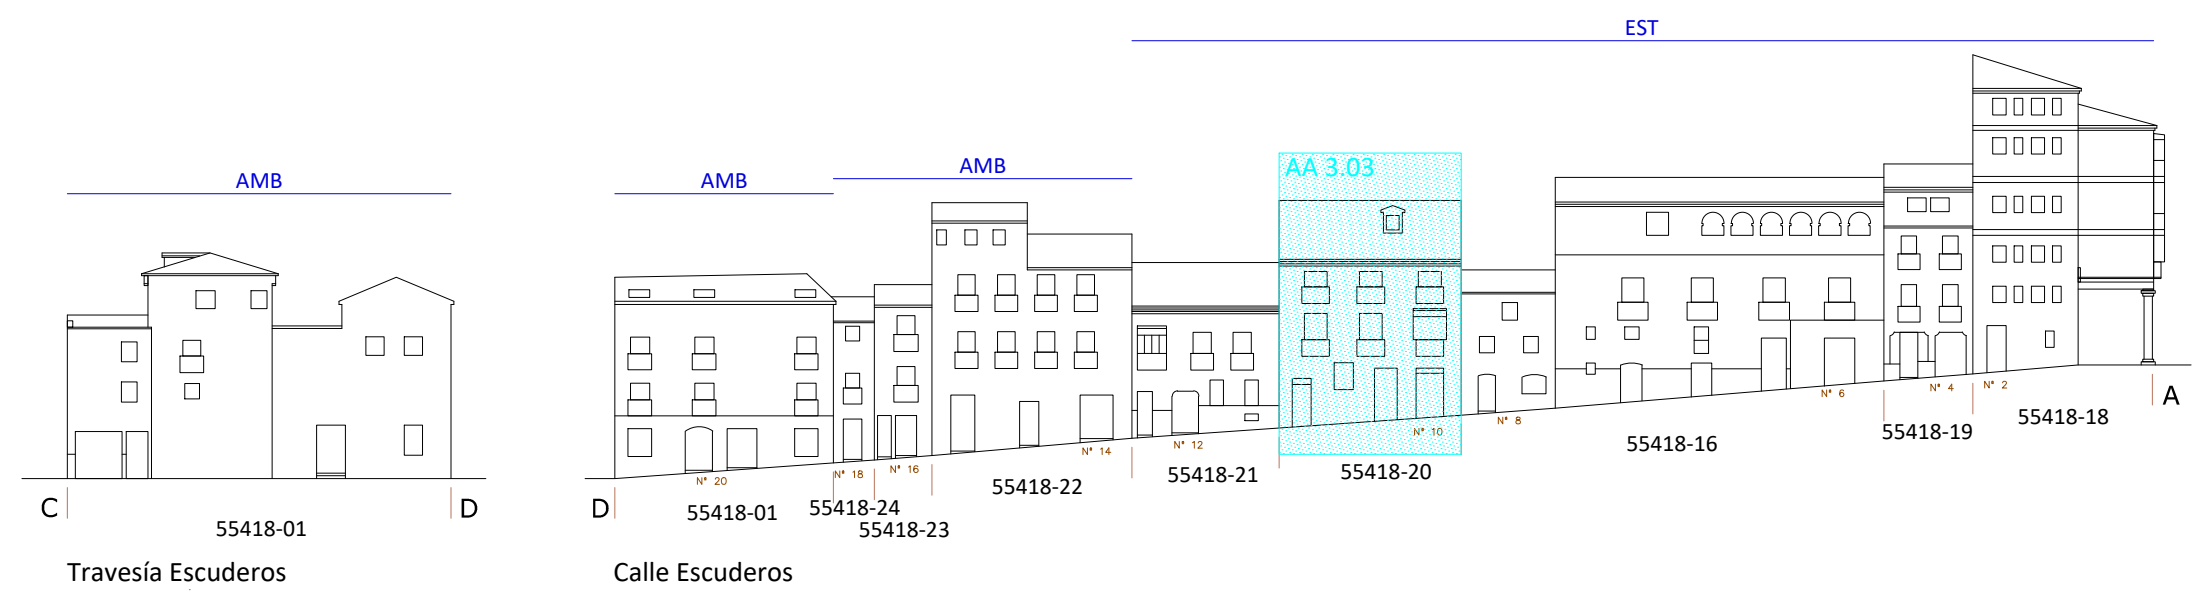 EST
AMB
AMB
AMB
AA 3.03
Nº 20
Nº 18
Nº 16
Nº 14
Nº 12
Nº 10
Nº 8
Nº 6
Nº 4
Nº 2
C
D
D
A
55418-01
55418-01
55418-24
55418-23
55418-22
55418-21
55418-20
55418-16
55418-19
55418-18
Travesía Escuderos
Calle Escuderos